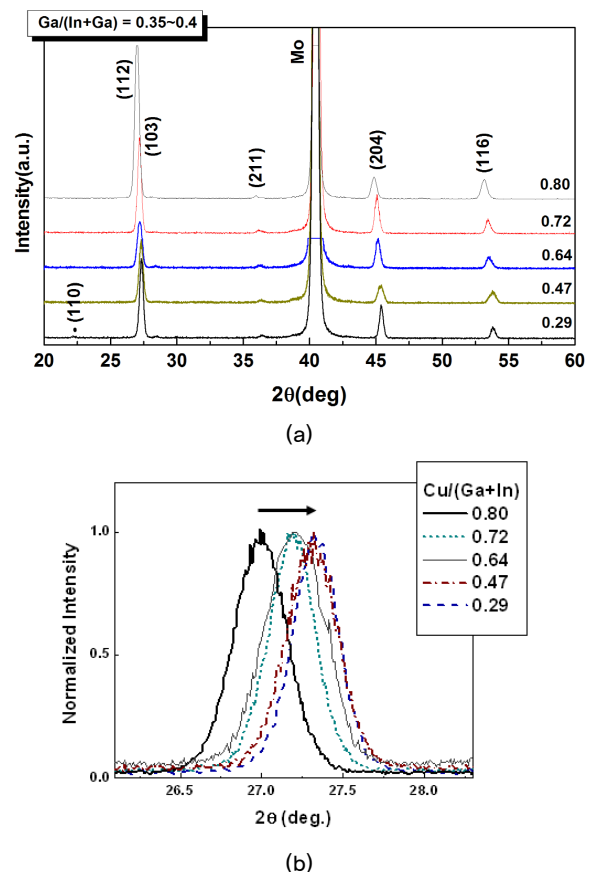 Ga/(In+Ga) = 0.35~0.4
Intensity(a.u.)
(112)
(103)
(211)
Mo
(204)
(116)
• (110)
0.80
0.72
0.64
0.47
0.29
20 25 30 35 40 45 50 55 60
2θ(deg)
(a)
Normalized Intensity
1.0
0.5
0.0
Cu/(Ga+In)
0.80
0.72
0.64
0.47
0.29
26.5 27.0 27.5 28.0
2θ (deg.)
(b)